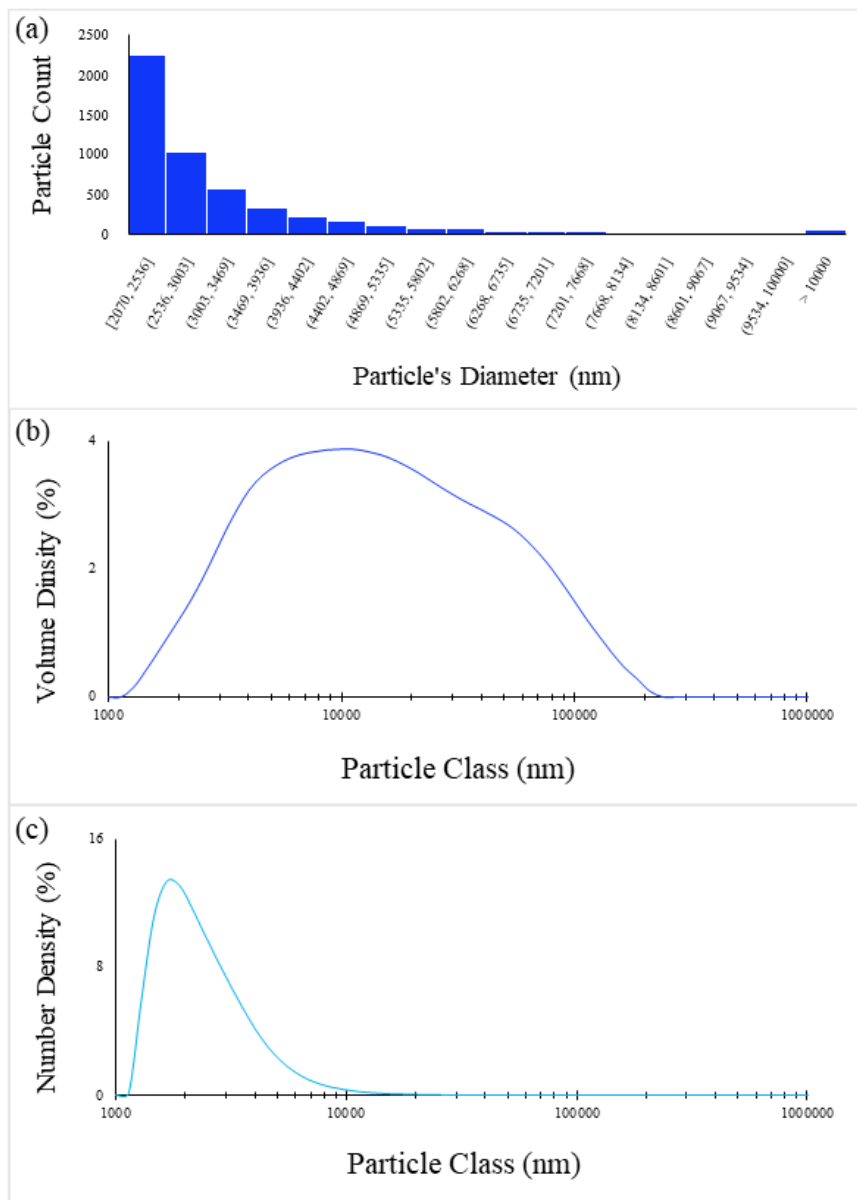 (a)
Particle Count
2500
2000
1500
1000
500
0
[2070, 2536]
(2536, 3003]
(3003, 3469]
(3469, 3936]
(3936, 4402]
(4402, 4869]
(4869, 5335]
(5335, 5802]
(5802, 6268]
(6268, 6735]
(6735, 7201]
(7201, 7668]
(7668, 8134]
(8134, 8601]
(8601, 9067]
(9067, 9534]
(9534, 10000]
> 10000
Particle's Diameter (nm)
(b)
Volume Dinsity (%)
4
2
0
1000 10000 100000 1000000
Particle Class (nm)
(c)
Number Density (%)
16
8
0
1000 10000 100000 1000000
Particle Class (nm)